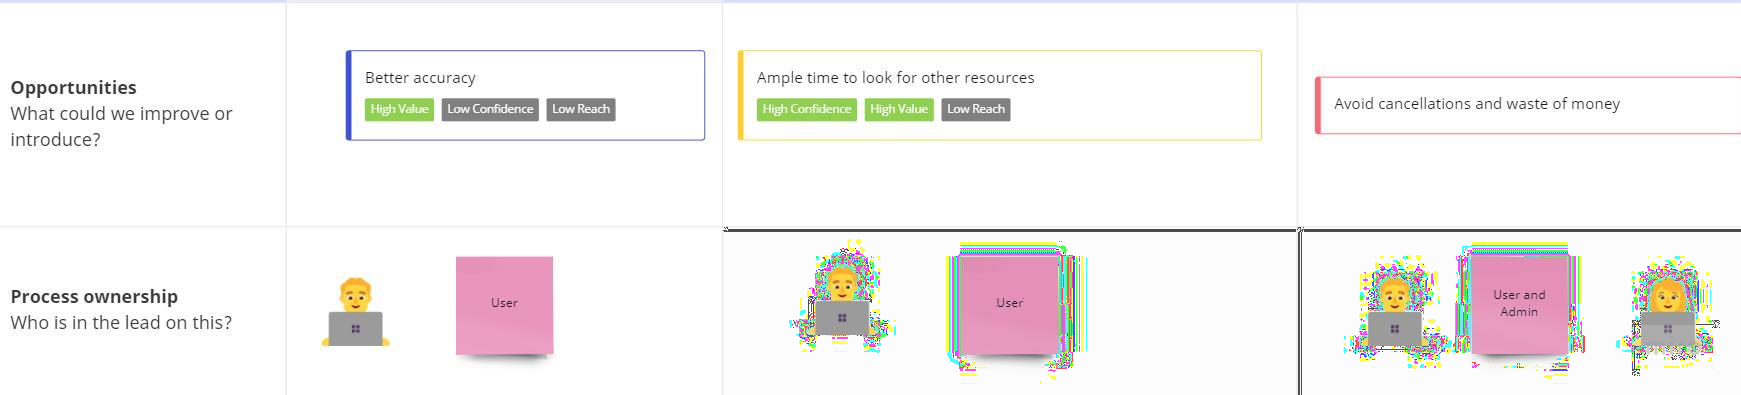 Opportunities
What could we improve or
introduce?
Better accuracy
High Value Low Confidence Low Reach
Ample time to look for other resources
High Confidence High Value Low Reach
Avoid cancellations and waste of money
Process ownership
Who is in the lead on this?
User
User
User and
Admin